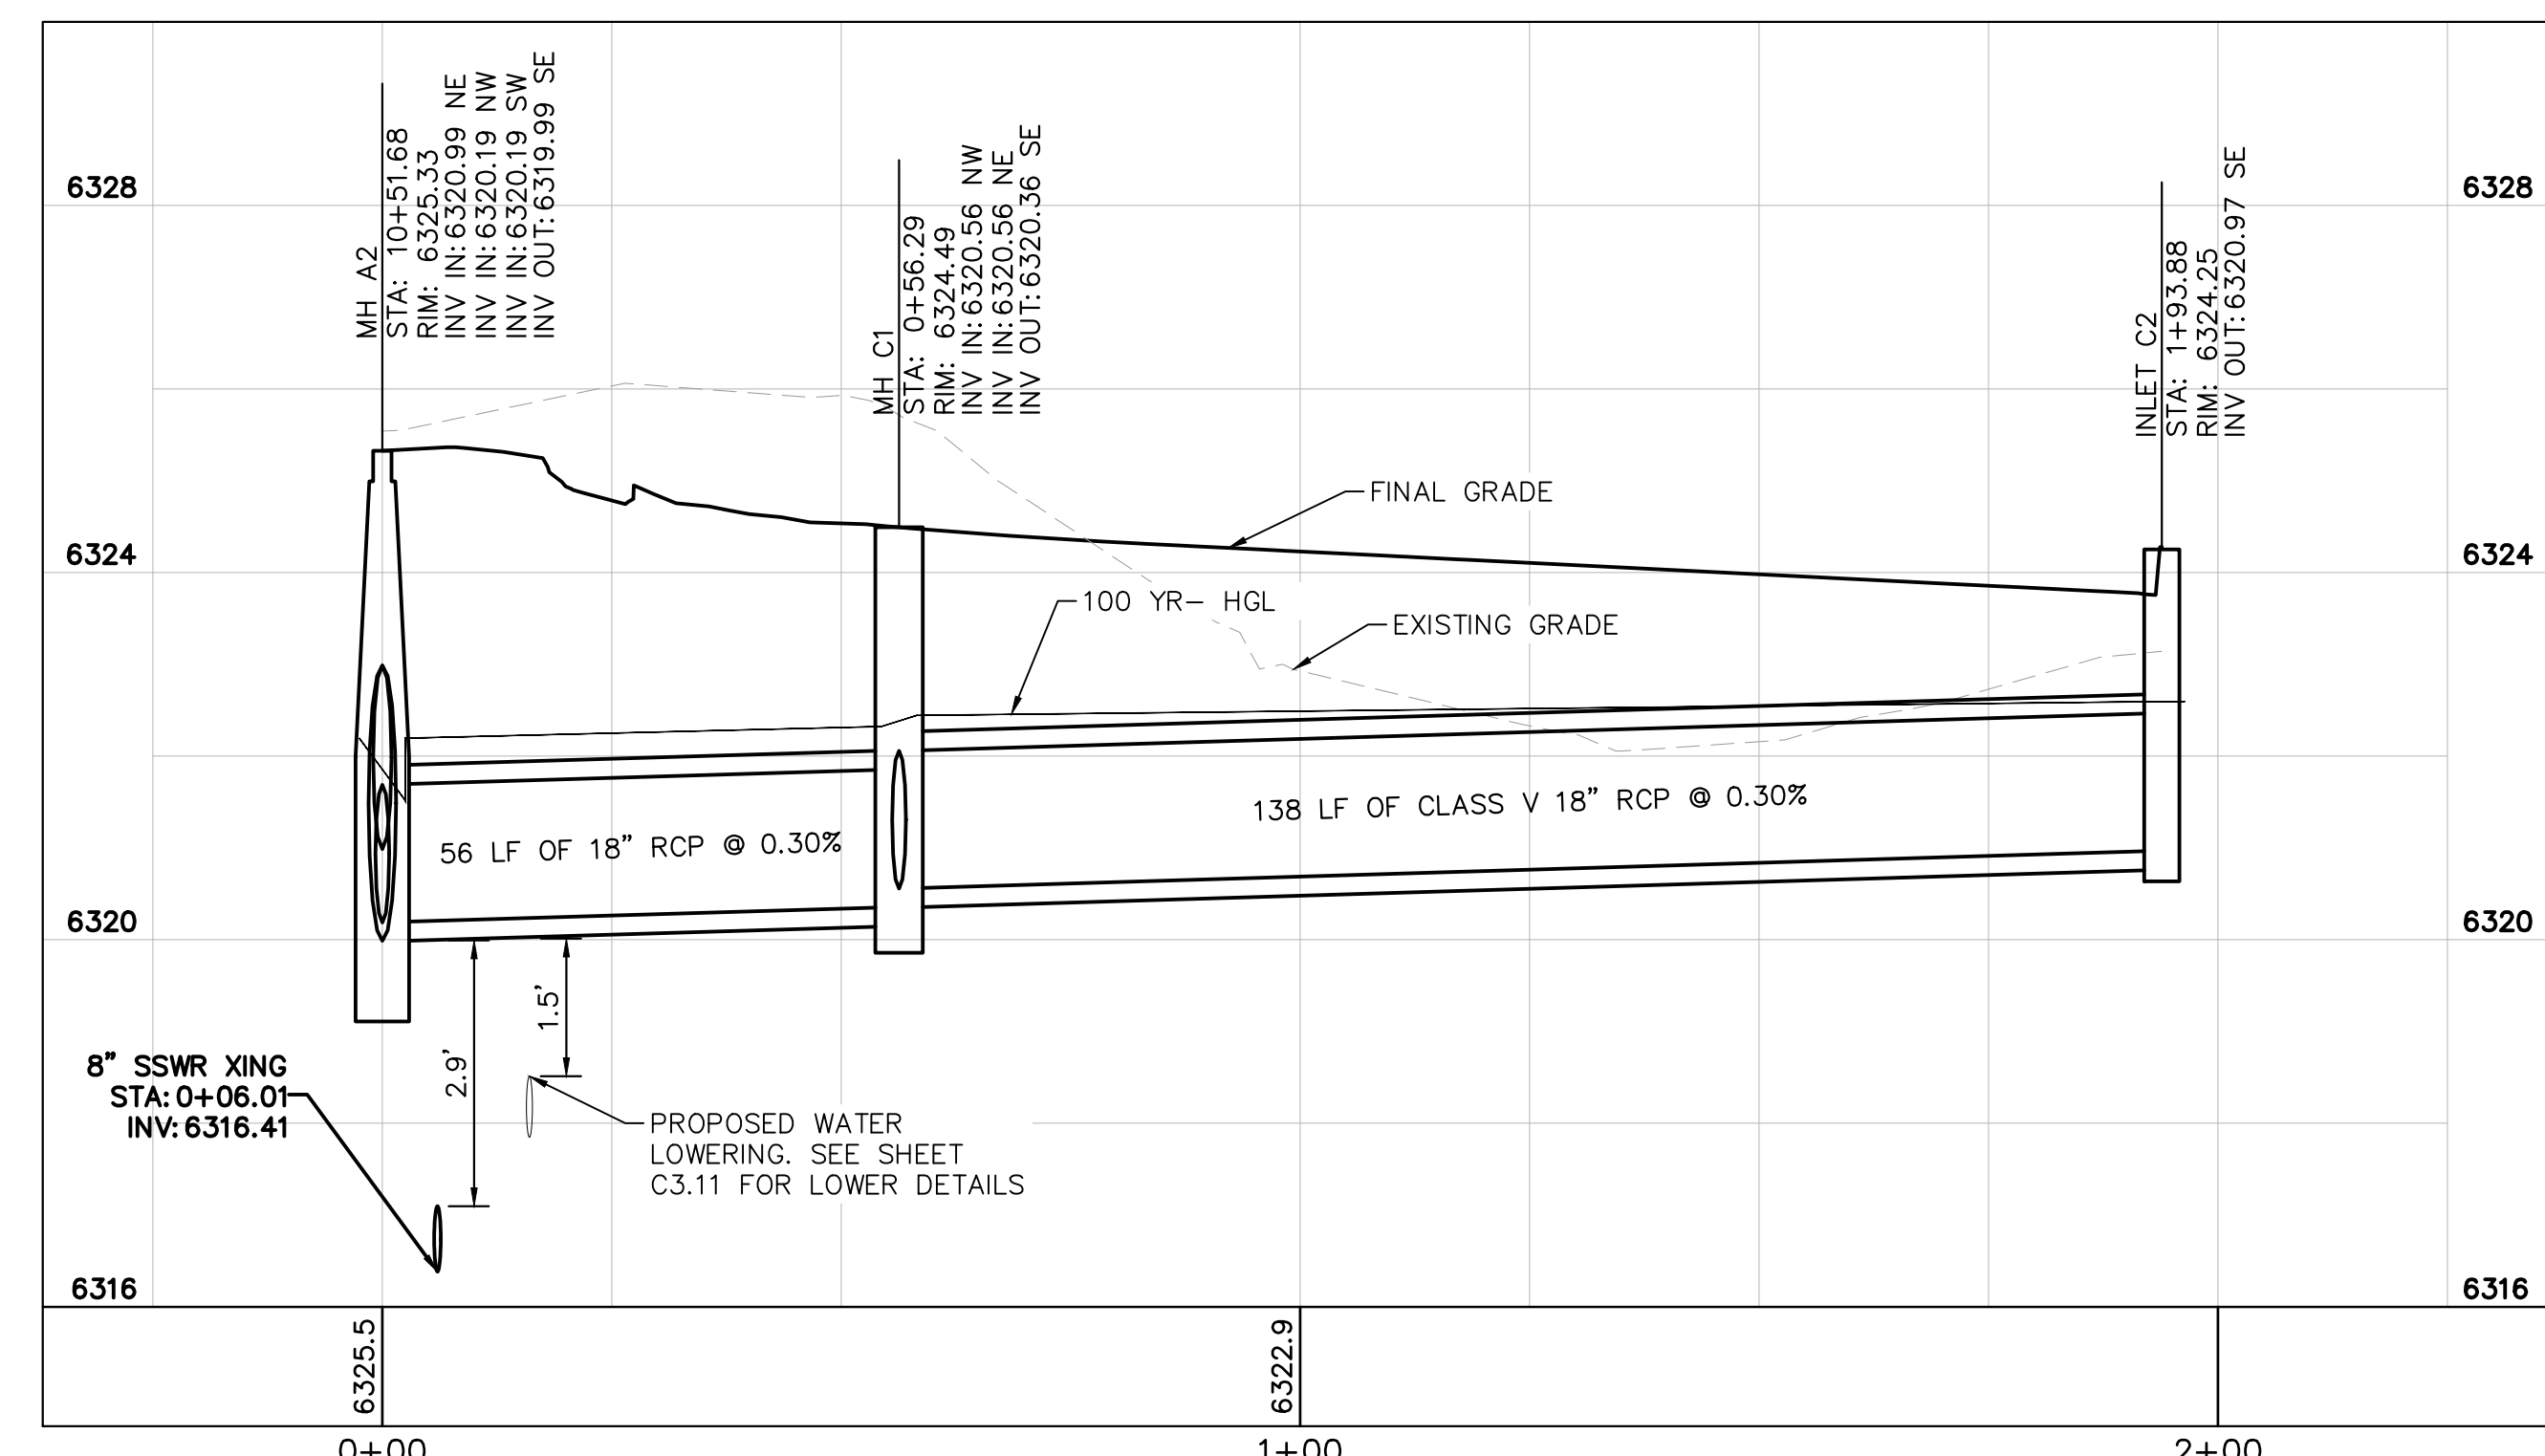 MH A2
STA: 10+51.68
RIM: 6325.33
INV IN:6320.99 NE
INV IN:6320.19 NW
INV IN:6320.19 SW
INV OUT:6319.99 SE
MH C1
STA: 0+56.29
RIM: 6324.49
INV IN:6320.56 NW
INV IN:6320.56 NE
INV OUT:6320.36 SE
INLET C2
STA: 1+93.88
RIM: 6324.25
INV OUT:6320.97 SE
6328
6328
FINAL GRADE
6324
6324
100 YR- HGL
EXISTING GRADE
138 LF OF CLASS V 18" RCP @ 0.30%
56 LF OF 18" RCP @ 0.30%
6320
6320
1.5'
2.9'
8" SSWR XING
STA:0+06.01
INV:6316.41
PROPOSED WATER
LOWERING. SEE SHEET
C3.11 FOR LOWER DETAILS
6316
6316
6325.5
6322.9
0+00
1+00
2+00